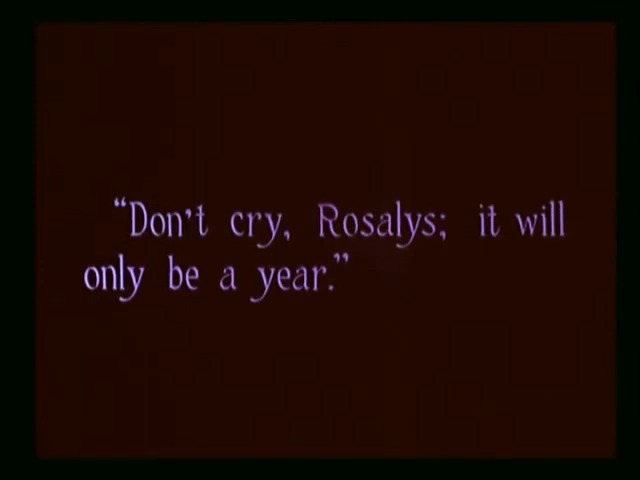 “Don't cry, Rosalys; it will
only be a year.”